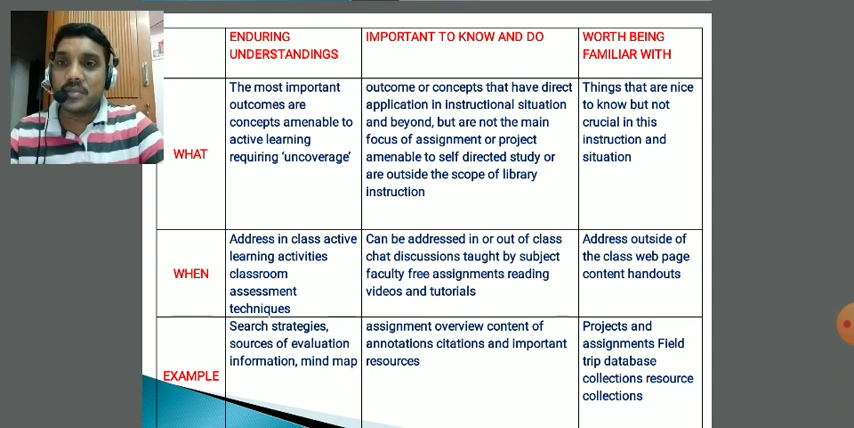 ENDURING
UNDERSTANDINGS
IMPORTANT TO KNOW AND DO
WORTH BEING
FAMILIAR WITH
WHAT
The most important
outcomes are
concepts amenable to
active learning
requiring ‘uncoverage’
outcome or concepts that have direct
application in instructional situation
and beyond, but are not the main
focus of assignment or project
amenable to self directed study or
are outside the scope of library
instruction
Things that are nice
to know but not
crucial in this
instruction and
situation
WHEN
Address in class active
learning activities
classroom
assessment
techniques
Can be addressed in or out of class
chat discussions taught by subject
faculty free assignments reading
videos and tutorials
Address outside of
the class web page
content handouts
EXAMPLE
Search strategies,
sources of evaluation
information, mind map
assignment overview content of
annotations citations and important
resources
Projects and
assignments Field
trip database
collections resource
collections